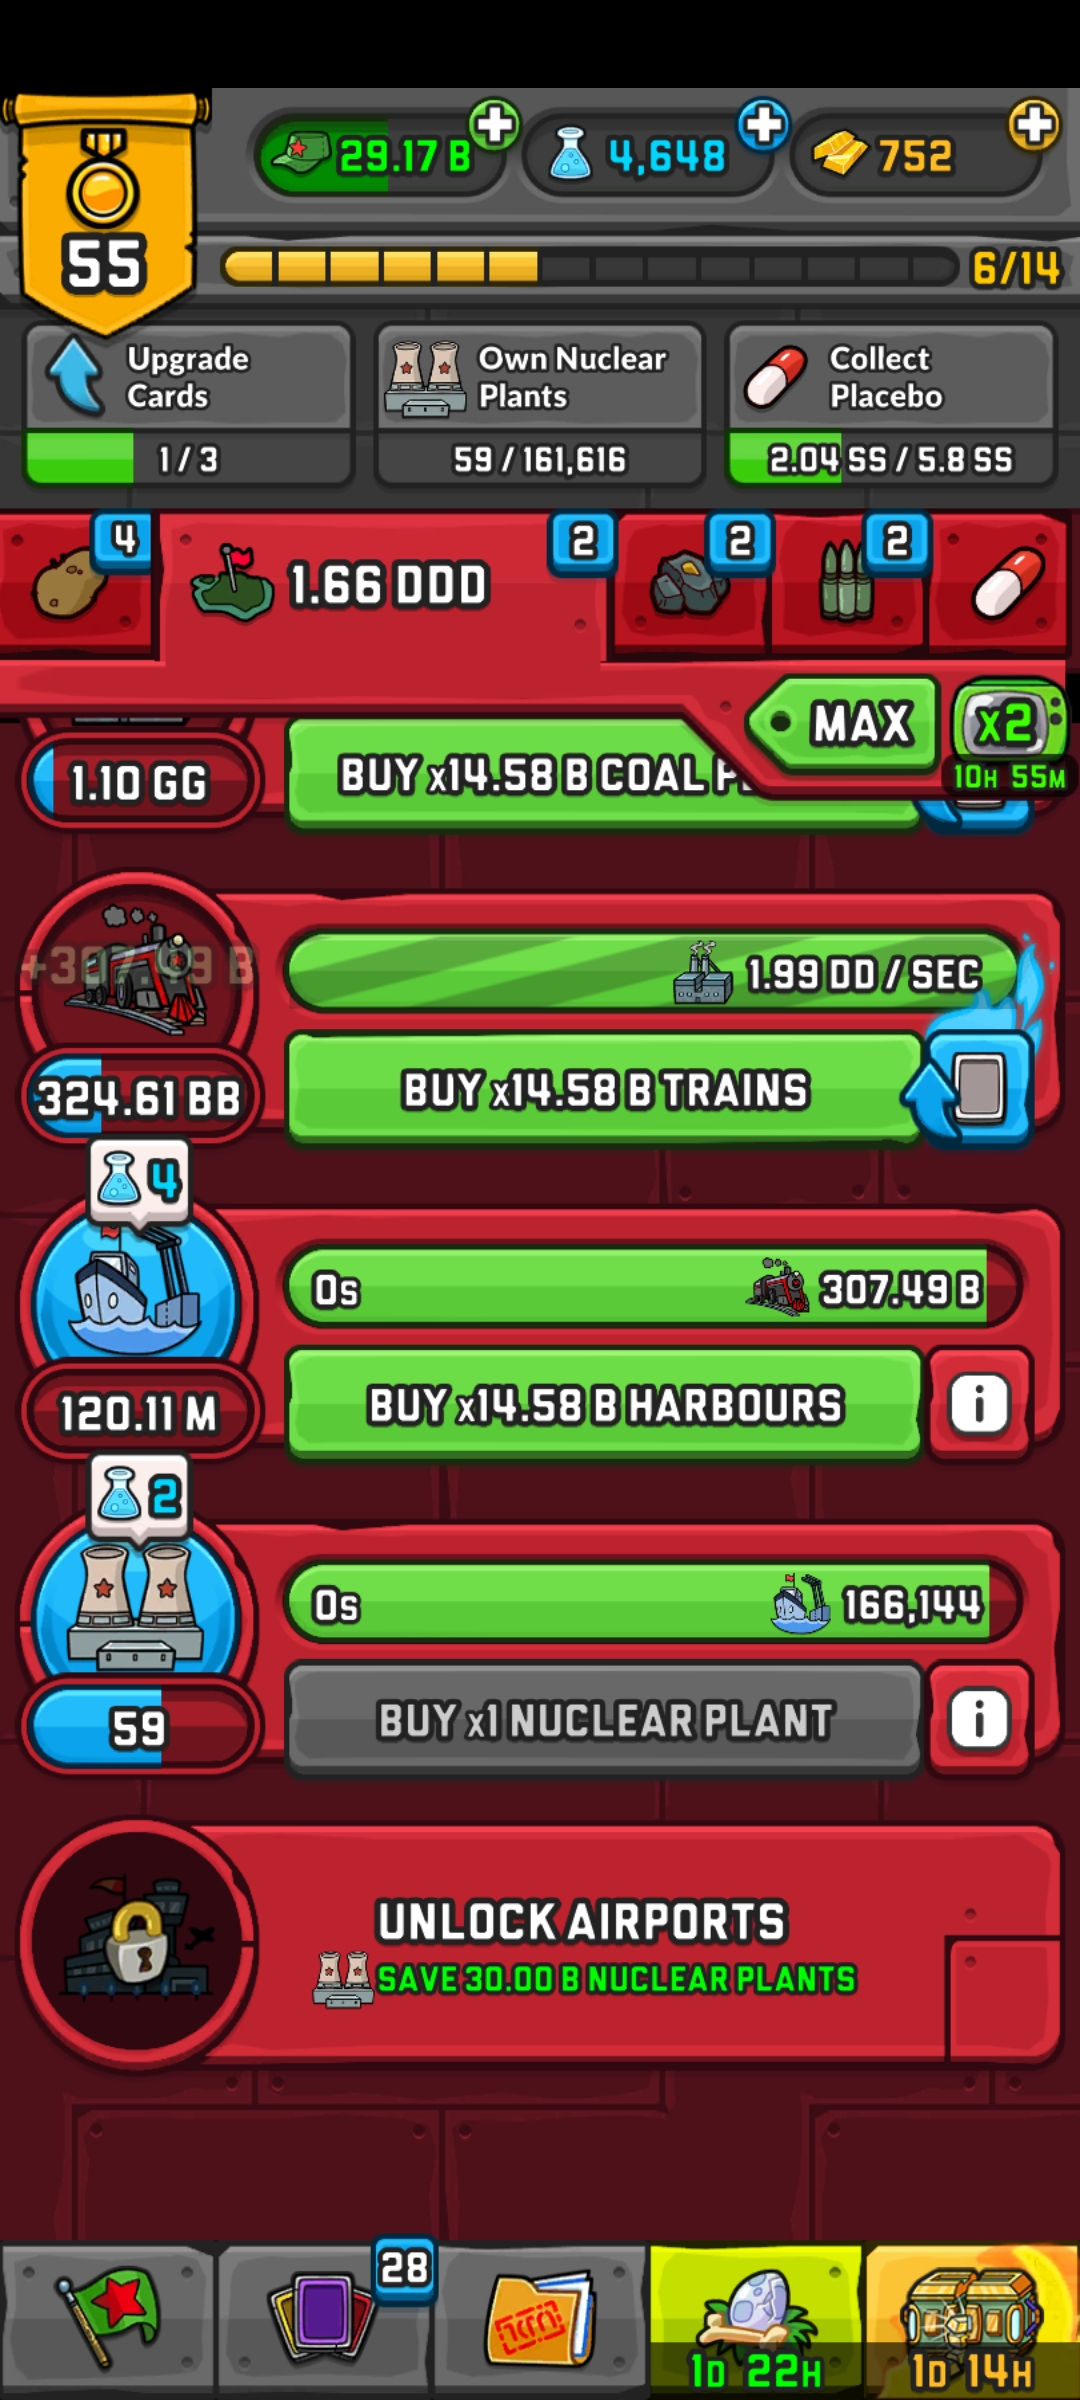 29.17 B
4,648
752
55
6/14
Upgrade
Cards
1 / 3
Own Nuclear
Plants
59 / 161,616
Collect
Placebo
2.04 SS / 5.8 SS
4
1.66 DDD
2
2
2
MAX
X2
10H 55M
1.10 GG
BUY x14.58 B COAL
+307.49 B
1.99 DD / SEC
324.61 BB
BUY x14.58 B TRAINS
4
0s
307.49 B
120.11 M
BUY x14.58 B HARBOURS
i
2
0s
166,144
59
BUY x1 NUCLEAR PLANT
i
UNLOCK AIRPORTS
SAVE 30.00 B NUCLEAR PLANTS
28
1D 22H
1D 14H